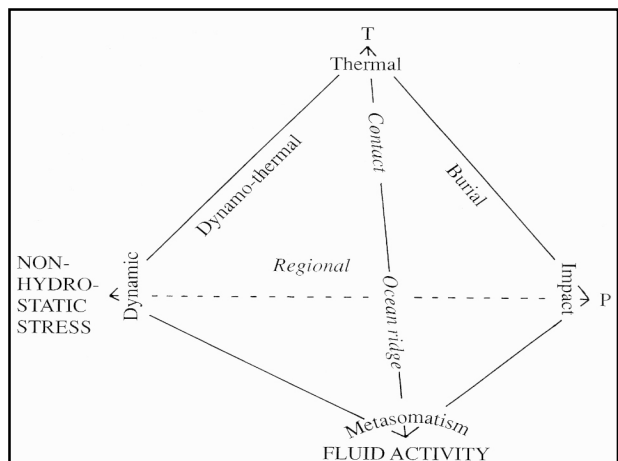 T
Thermal
Contact
Dynamo-thermal
Burial
NON-
HYDRO-
STATIC
STRESS
Dynamic
Regional
Ocean ridge
Impact
P
Metasomatism
FLUID ACTIVITY